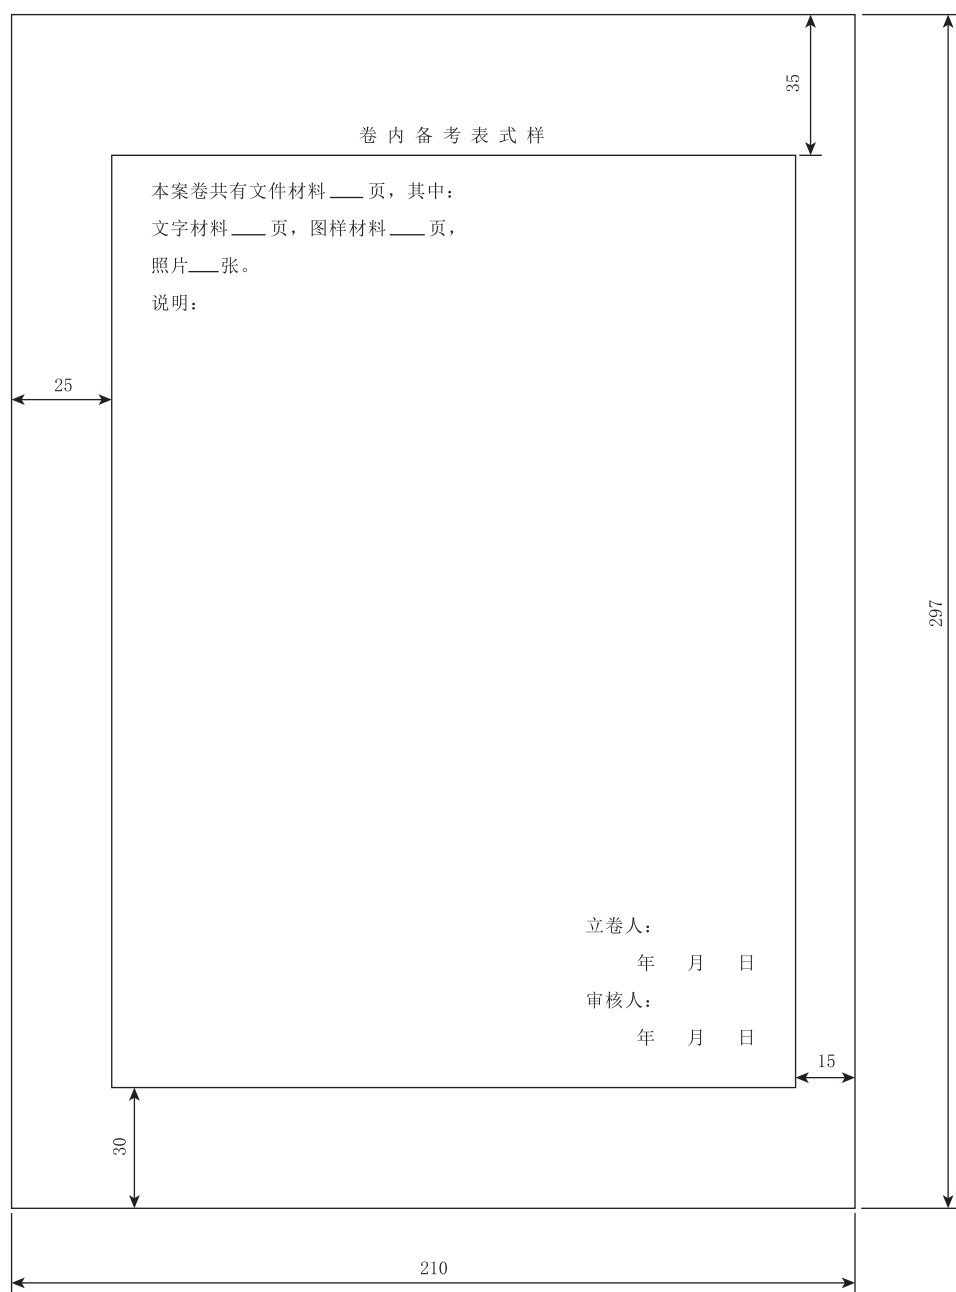 35
卷内备考表式样
本案卷共有文件材料____页，其中：
文字材料____页，图样材料____页，
照片____张。
说明：
25
297
立卷人：
年 月 日
审核人：
年 月 日
15
30
210